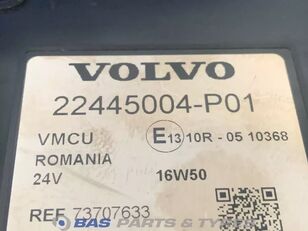 VOLVO
22445004-P01
VMCU E13 10R - 05 10368
ROMANIA
24V 16W50
REF 73707633
BAS PARTS & TYRES